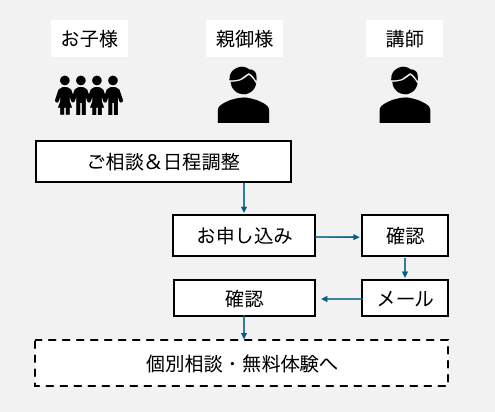 お子様
親御様
講師
ご相談＆日程調整
お申し込み
確認
確認
メール
個別相談・無料体験へ